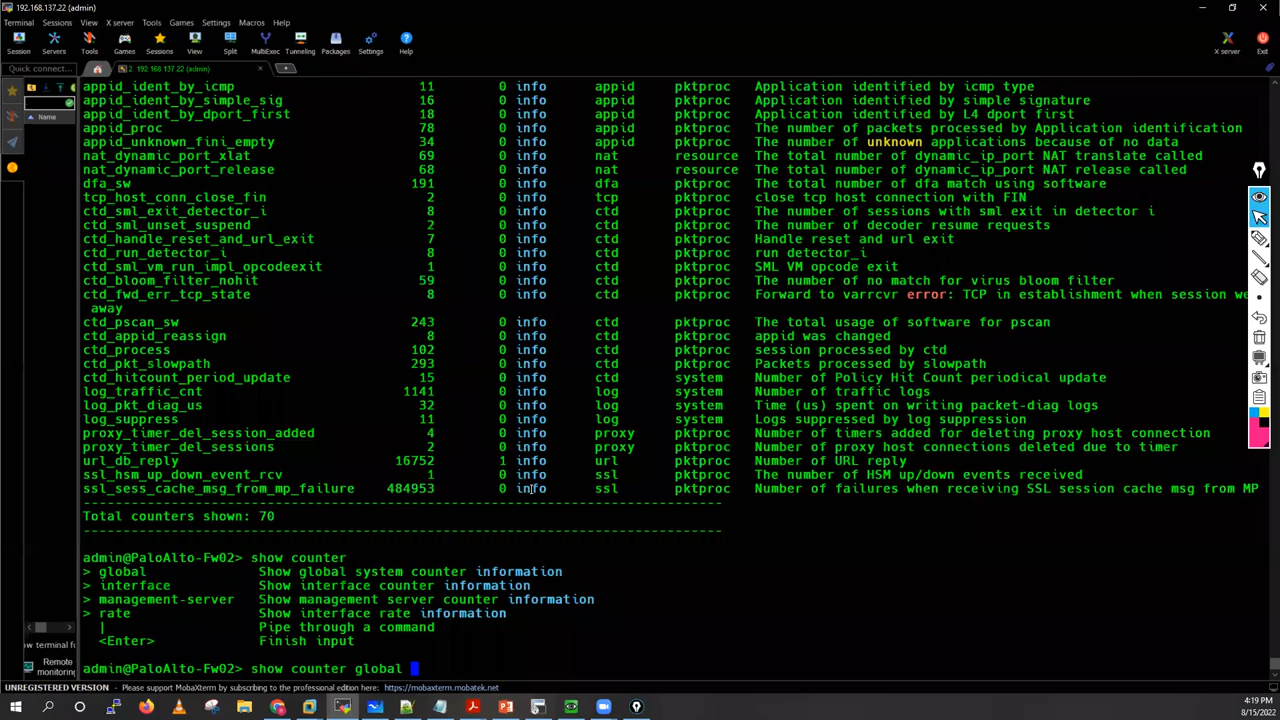 192.168.137.22 (admin)
Terminal Sessions View X server Tools Games Settings Macros Help
Session Servers Tools Games Sessions View Split MultiExec Tunneling Packages Settings Help X server Exit
Quick connect... 2. 192.168.137.22 (admin)
Name
appid_ident_by_icmp 11 0 info appid pktproc Application identified by icmp type
appid_ident_by_simple_sig 16 0 info appid pktproc Application identified by simple signature
appid_ident_by_dport_first 18 0 info appid pktproc Application identified by L4 dport first
appid_proc 78 0 info appid pktproc The number of packets processed by Application identification
appid_unknown_fini_empty 34 0 info appid pktproc The number of unknown applications because of no data
nat_dynamic_port_xlat 69 0 info nat resource The total number of dynamic_ip_port NAT translate called
nat_dynamic_port_release 68 0 info nat resource The total number of dynamic_ip_port NAT release called
dfa_sw 191 0 info dfa pktproc The total number of dfa match using software
tcp_host_conn_close_fin 2 0 info tcp pktproc close tcp host connection with FIN
ctd_sml_exit_detector_i 8 0 info ctd pktproc The number of sessions with sml exit in detector i
ctd_sml_unset_suspend 2 0 info ctd pktproc The number of decoder resume requests
ctd_handle_reset_and_url_exit 7 0 info ctd pktproc Handle reset and url exit
ctd_run_detector_i 8 0 info ctd pktproc run detector_i
ctd_sml_vm_run_impl_opcodeexit 1 0 info ctd pktproc SML VM opcode exit
ctd_bloom_filter_nohit 59 0 info ctd pktproc The number of no match for virus bloom filter
ctd_fwd_err_tcp_state 8 0 info ctd pktproc Forward to varrcvr error: TCP in establishment when session we
away
ctd_pscan_sw 243 0 info ctd pktproc The total usage of software for pscan
ctd_appid_reassign 8 0 info ctd pktproc appid was changed
ctd_process 102 0 info ctd pktproc session processed by ctd
ctd_pkt_slowpath 293 0 info ctd pktproc Packets processed by slowpath
ctd_hitcount_period_update 15 0 info ctd system Number of Policy Hit Count periodical update
log_traffic_cnt 1141 0 info log system Number of traffic logs
log_pkt_diag_us 32 0 info log system Time (us) spent on writing packet-diag logs
log_suppress 11 0 info log system Logs suppressed by log suppression
proxy_timer_del_sessions_added 4 0 info proxy pktproc Number of timers added for deleting proxy host connection
proxy_timer_del_sessions 2 0 info proxy pktproc Number of proxy host connections deleted due to timer
url_db_reply 16752 1 info url pktproc Number of URL reply
ssl_hsm_up_down_event_rcv 1 0 info ssl pktproc The number of HSM up/down events received
ssl_sess_cache_msg_from_mp_failure 484953 0 info ssl pktproc Number of failures when receiving SSL session cache msg from MP
--------------------------------------------------------------------------------
Total counters shown: 70
--------------------------------------------------------------------------------
admin@PaloAlto-Fw02> show counter
> global Show global system counter information
> interface Show interface counter information
> management-server Show management server counter information
> rate Show interface rate information
| Pipe through a command
<Enter> Finish input
admin@PaloAlto-Fw02> show counter global
ow terminal fo
Remote
monitoring
UNREGISTERED VERSION - Please support MobaXterm by subscribing to the professional edition here: https://mobaxterm.mobatek.net
4:19 PM
8/15/2022